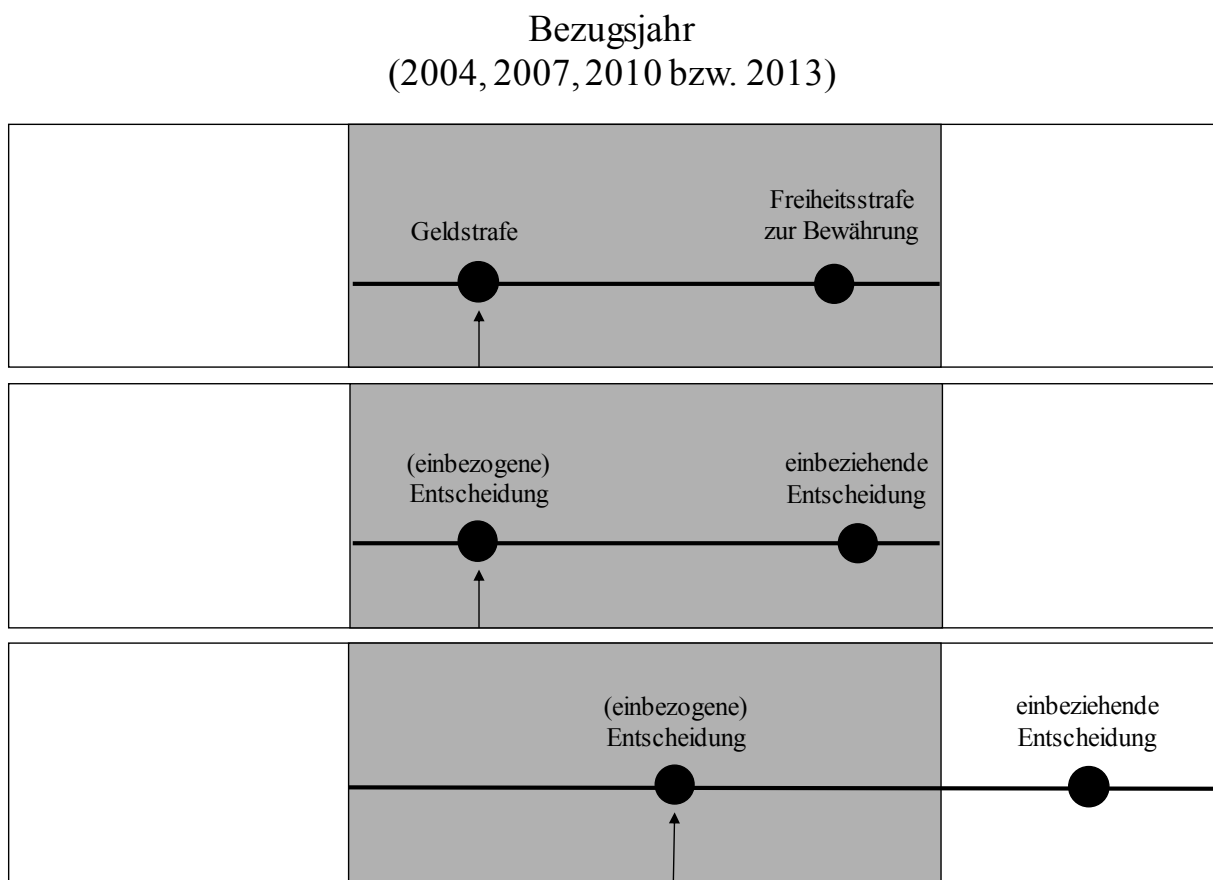 Bezugsjahr
(2004, 2007, 2010 bzw. 2013)
Geldstrafe
Freiheitsstrafe
zur Bewährung
(einbezogene)
Entscheidung
einbeziehende
Entscheidung
(einbezogene)
Entscheidung
einbeziehende
Entscheidung